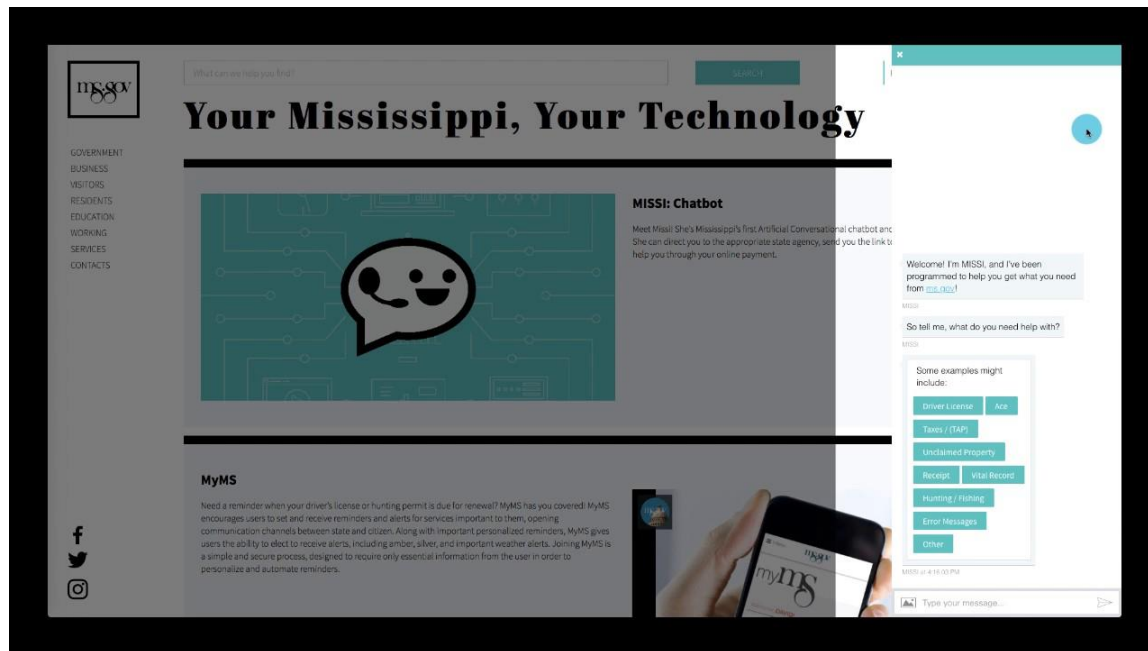 ms.gov
What can we help you find?
SEARCH
Your Mississippi, Your Technology
GOVERNMENT
BUSINESS
VISITORS
RESIDENTS
EDUCATION
WORKING
SERVICES
CONTACTS
MISSI: Chatbot
Meet Missi! She's Mississippi's first Artificial Conversational chatbot and
She can direct you to the appropriate state agency, send you the link to
help you through your online payment.
MyMS
Need a reminder when your driver's license or hunting permit is due for renewal? MyMS has you covered! MyMS
encourages users to set and receive reminders and alerts for services important to them, opening
communication channels between state and citizen. Along with important personalized reminders, MyMS gives
users the ability to elect to receive alerts, including amber, silver, and important weather alerts. Joining MyMS is
a simple and secure process, designed to require only essential information from the user in order to
personalize and automate reminders.
ms.gov
myms
Welcome! I'm MISSI, and I've been
programmed to help you get what you need
from ms.gov!
MISSI
So tell me, what do you need help with?
MISSI
Some examples might
include:
Driver License Ace
Taxes / (TAP)
Unclaimed Property
Receipt Vital Record
Hunting / Fishing
Error Messages
Other
MISSI at 4:16:00 PM
Type your message...